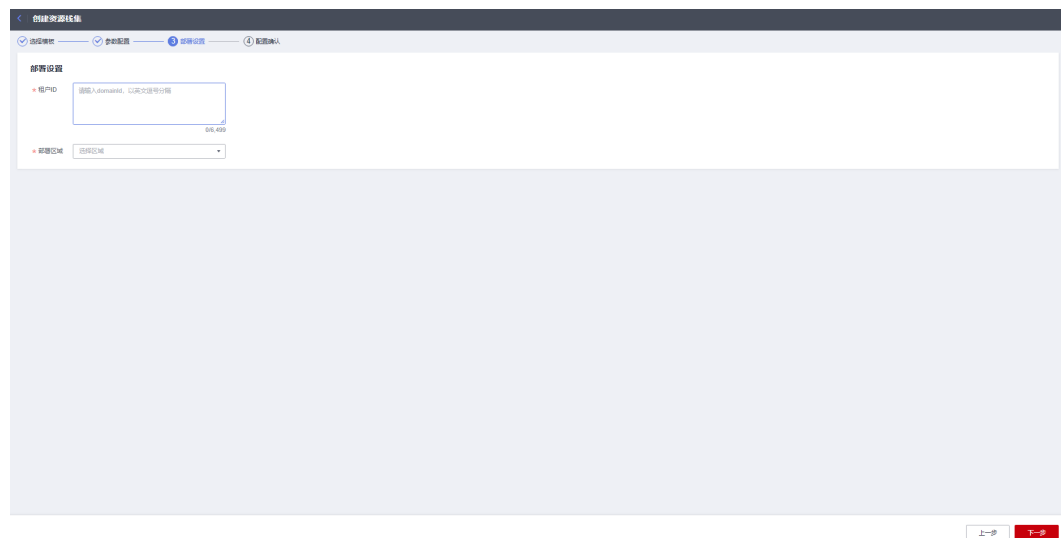 创建资源栈集
选择模板 参数配置 3 部署设置 4 配置确认
部署设置
* 租户ID 请输入domainId，以英文逗号分隔
0/6,499
* 部署区域 选择区域
上一步 下一步